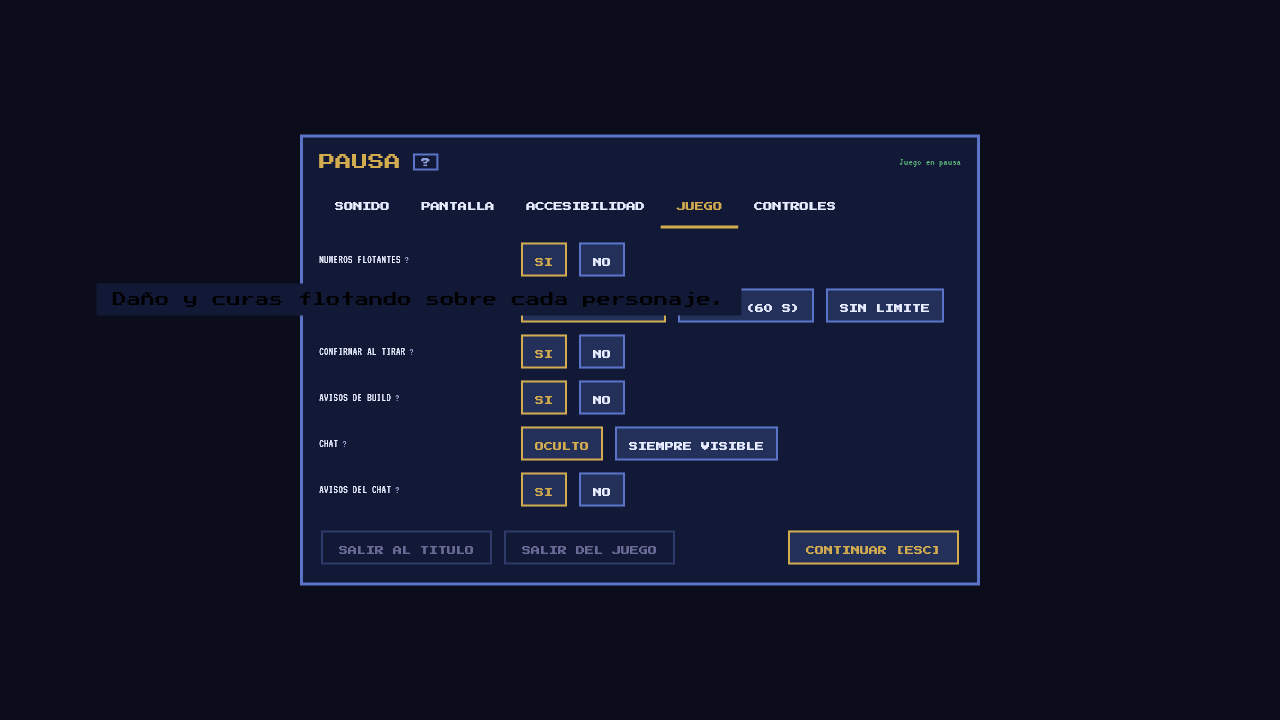 PAUSA ?
Juego en pausa
SONIDO PANTALLA ACCESIBILIDAD JUEGO CONTROLES
NUMEROS FLOTANTES ? SI NO
Daño y curas flotando sobre cada personaje.
(60 S) SIN LIMITE
CONFIRMAR AL TIRAR ? SI NO
AVISOS DE BUILD ? SI NO
CHAT ? OCULTO SIEMPRE VISIBLE
AVISOS DEL CHAT ? SI NO
SALIR AL TITULO SALIR DEL JUEGO CONTINUAR [ESC]